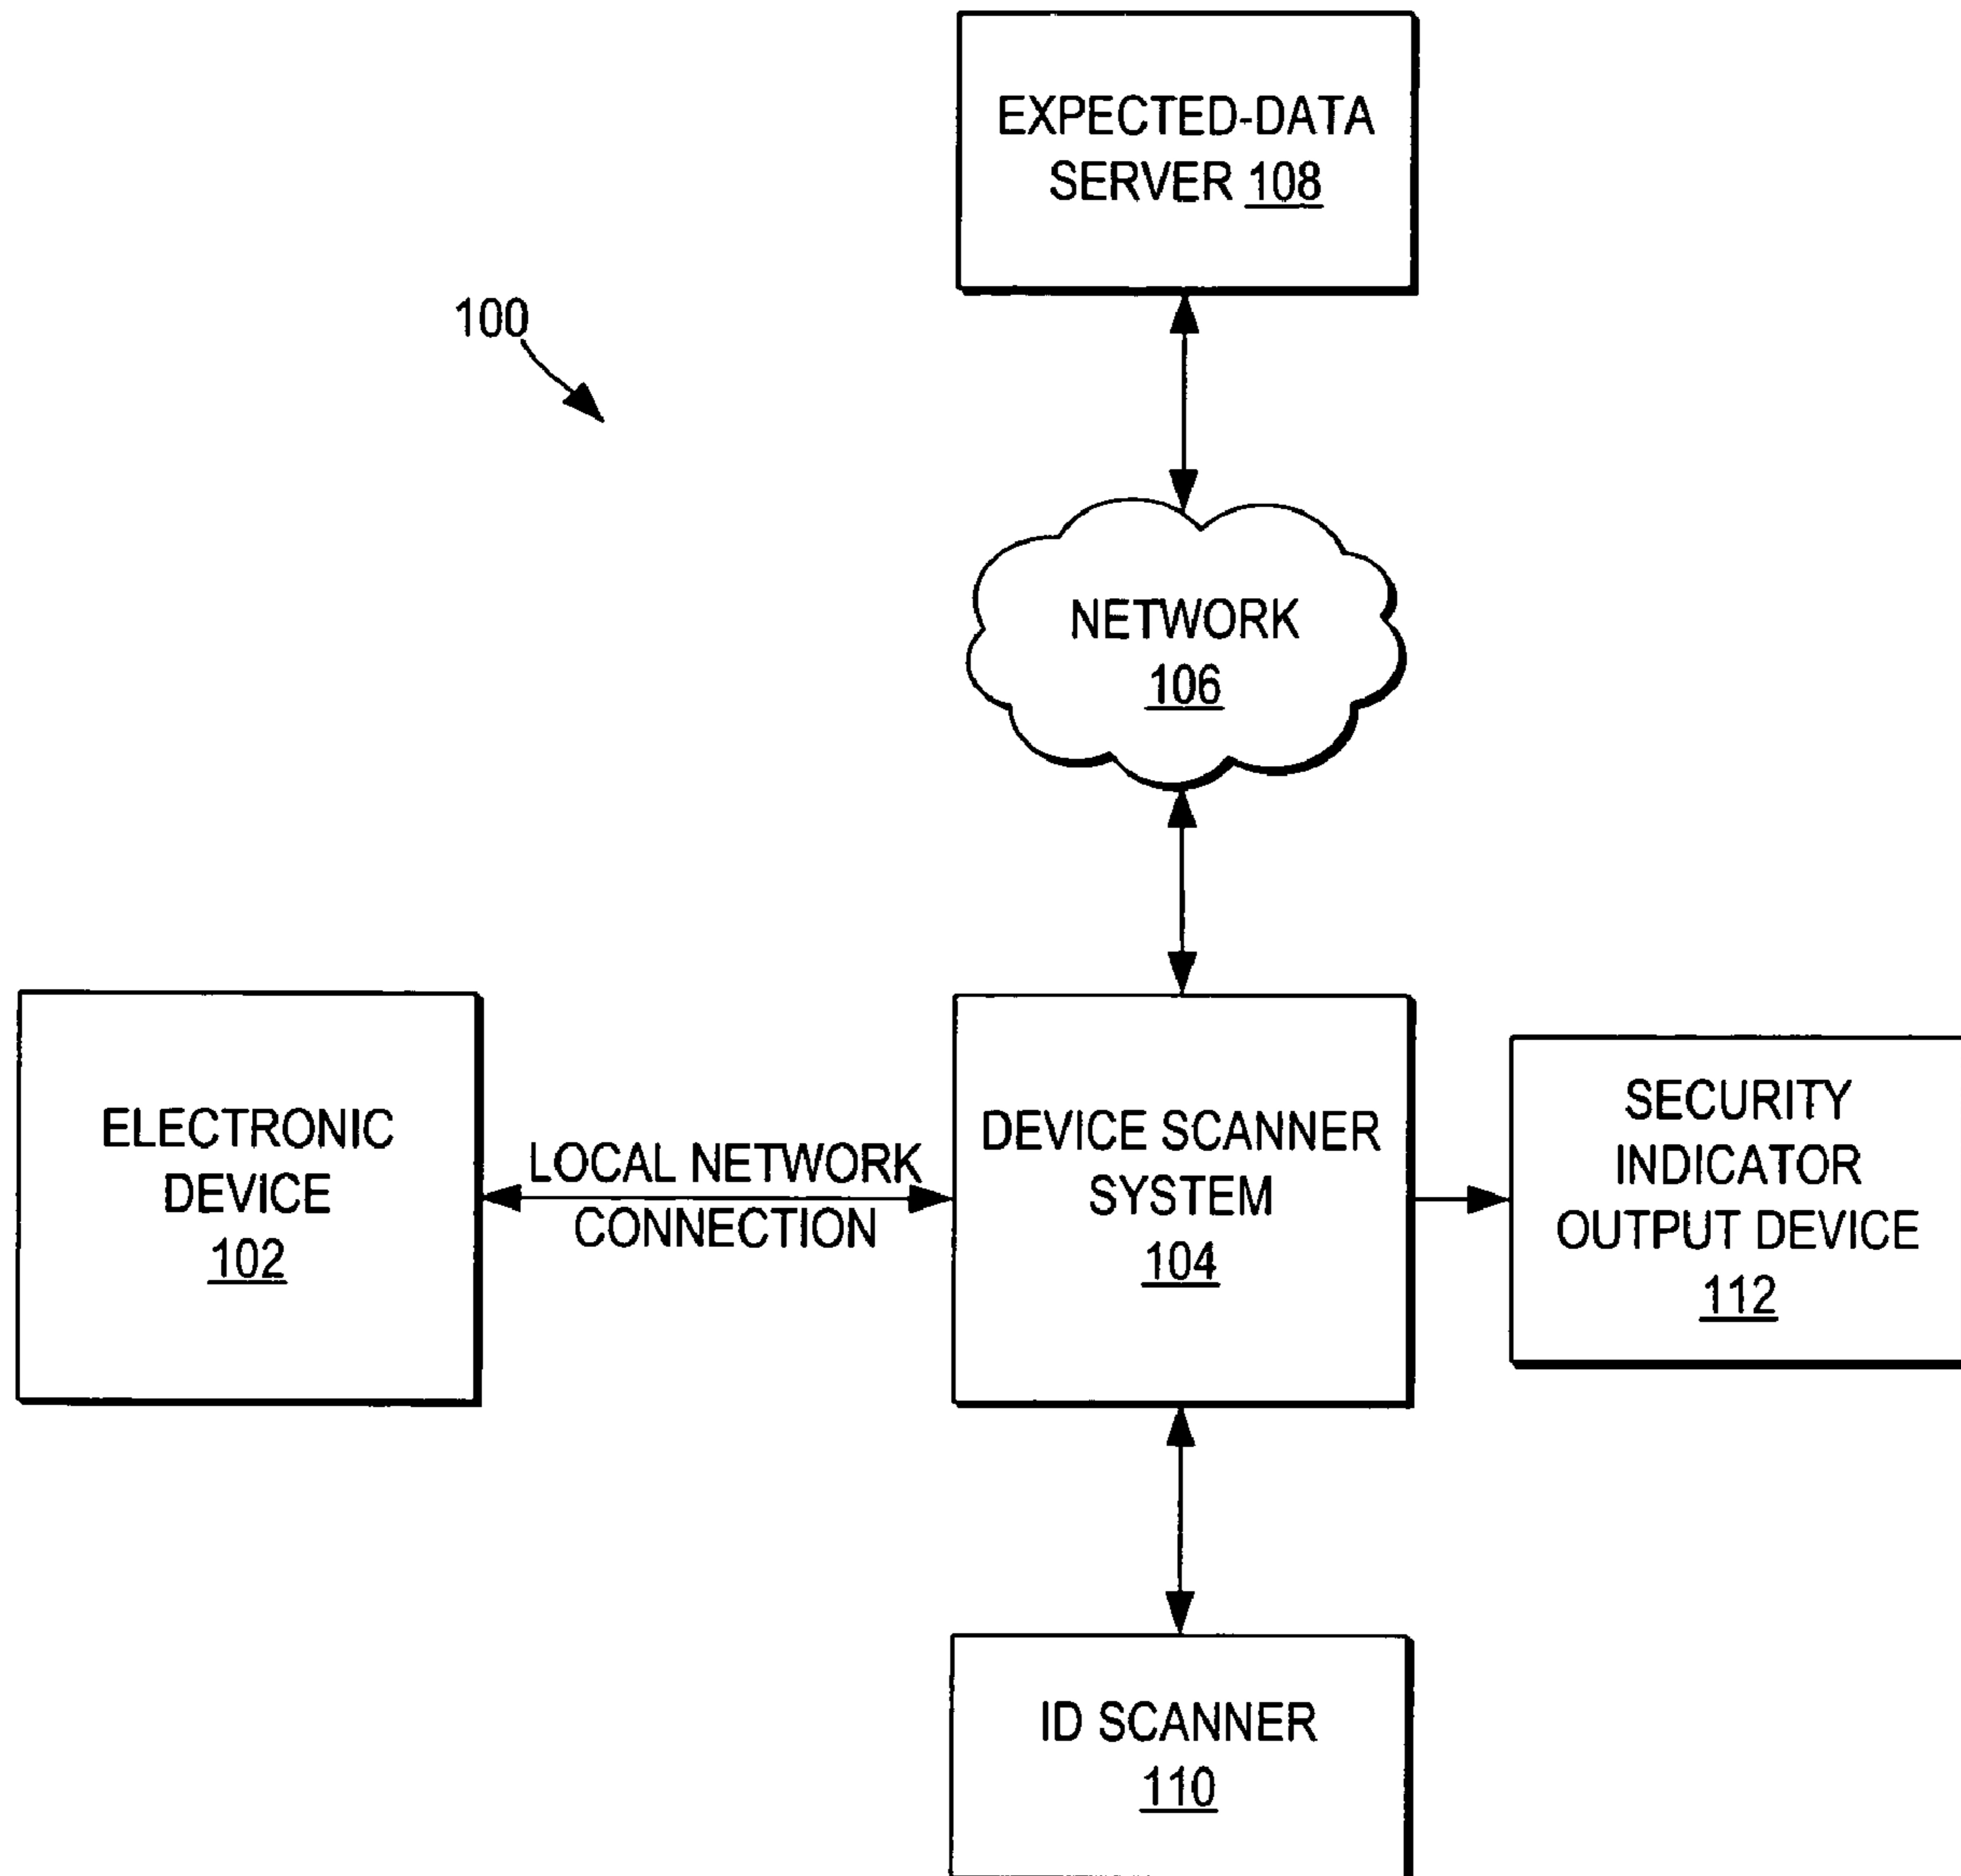 EXPECTED-DATA
SERVER 108
100
NETWORK
106
ELECTRONIC
DEVICE
102
LOCAL NETWORK
CONNECTION
DEVICE SCANNER
SYSTEM
104
SECURITY
INDICATOR
OUTPUT DEVICE
112
ID SCANNER
110